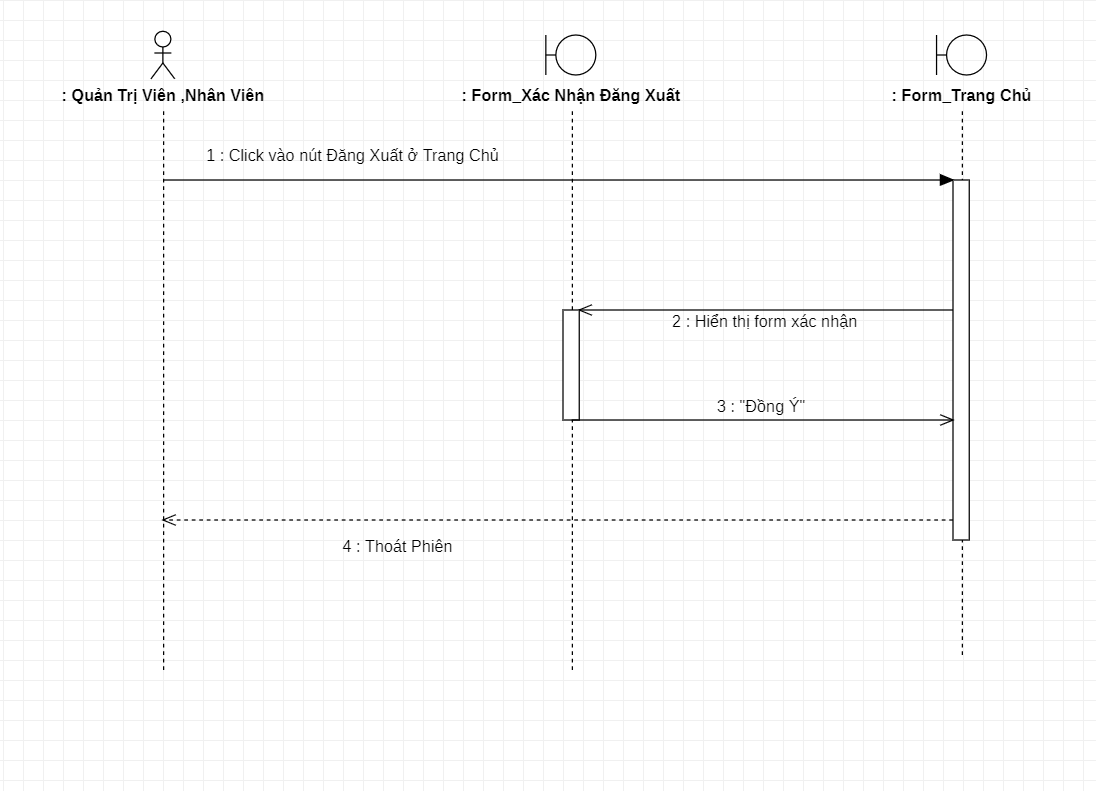 : Quản Trị Viên ,Nhân Viên
: Form_Xác Nhận Đăng Xuất
: Form_Trang Chủ
1 : Click vào nút Đăng Xuất ở Trang Chủ
2 : Hiển thị form xác nhận
3 : "Đồng Ý"
4 : Thoát Phiên